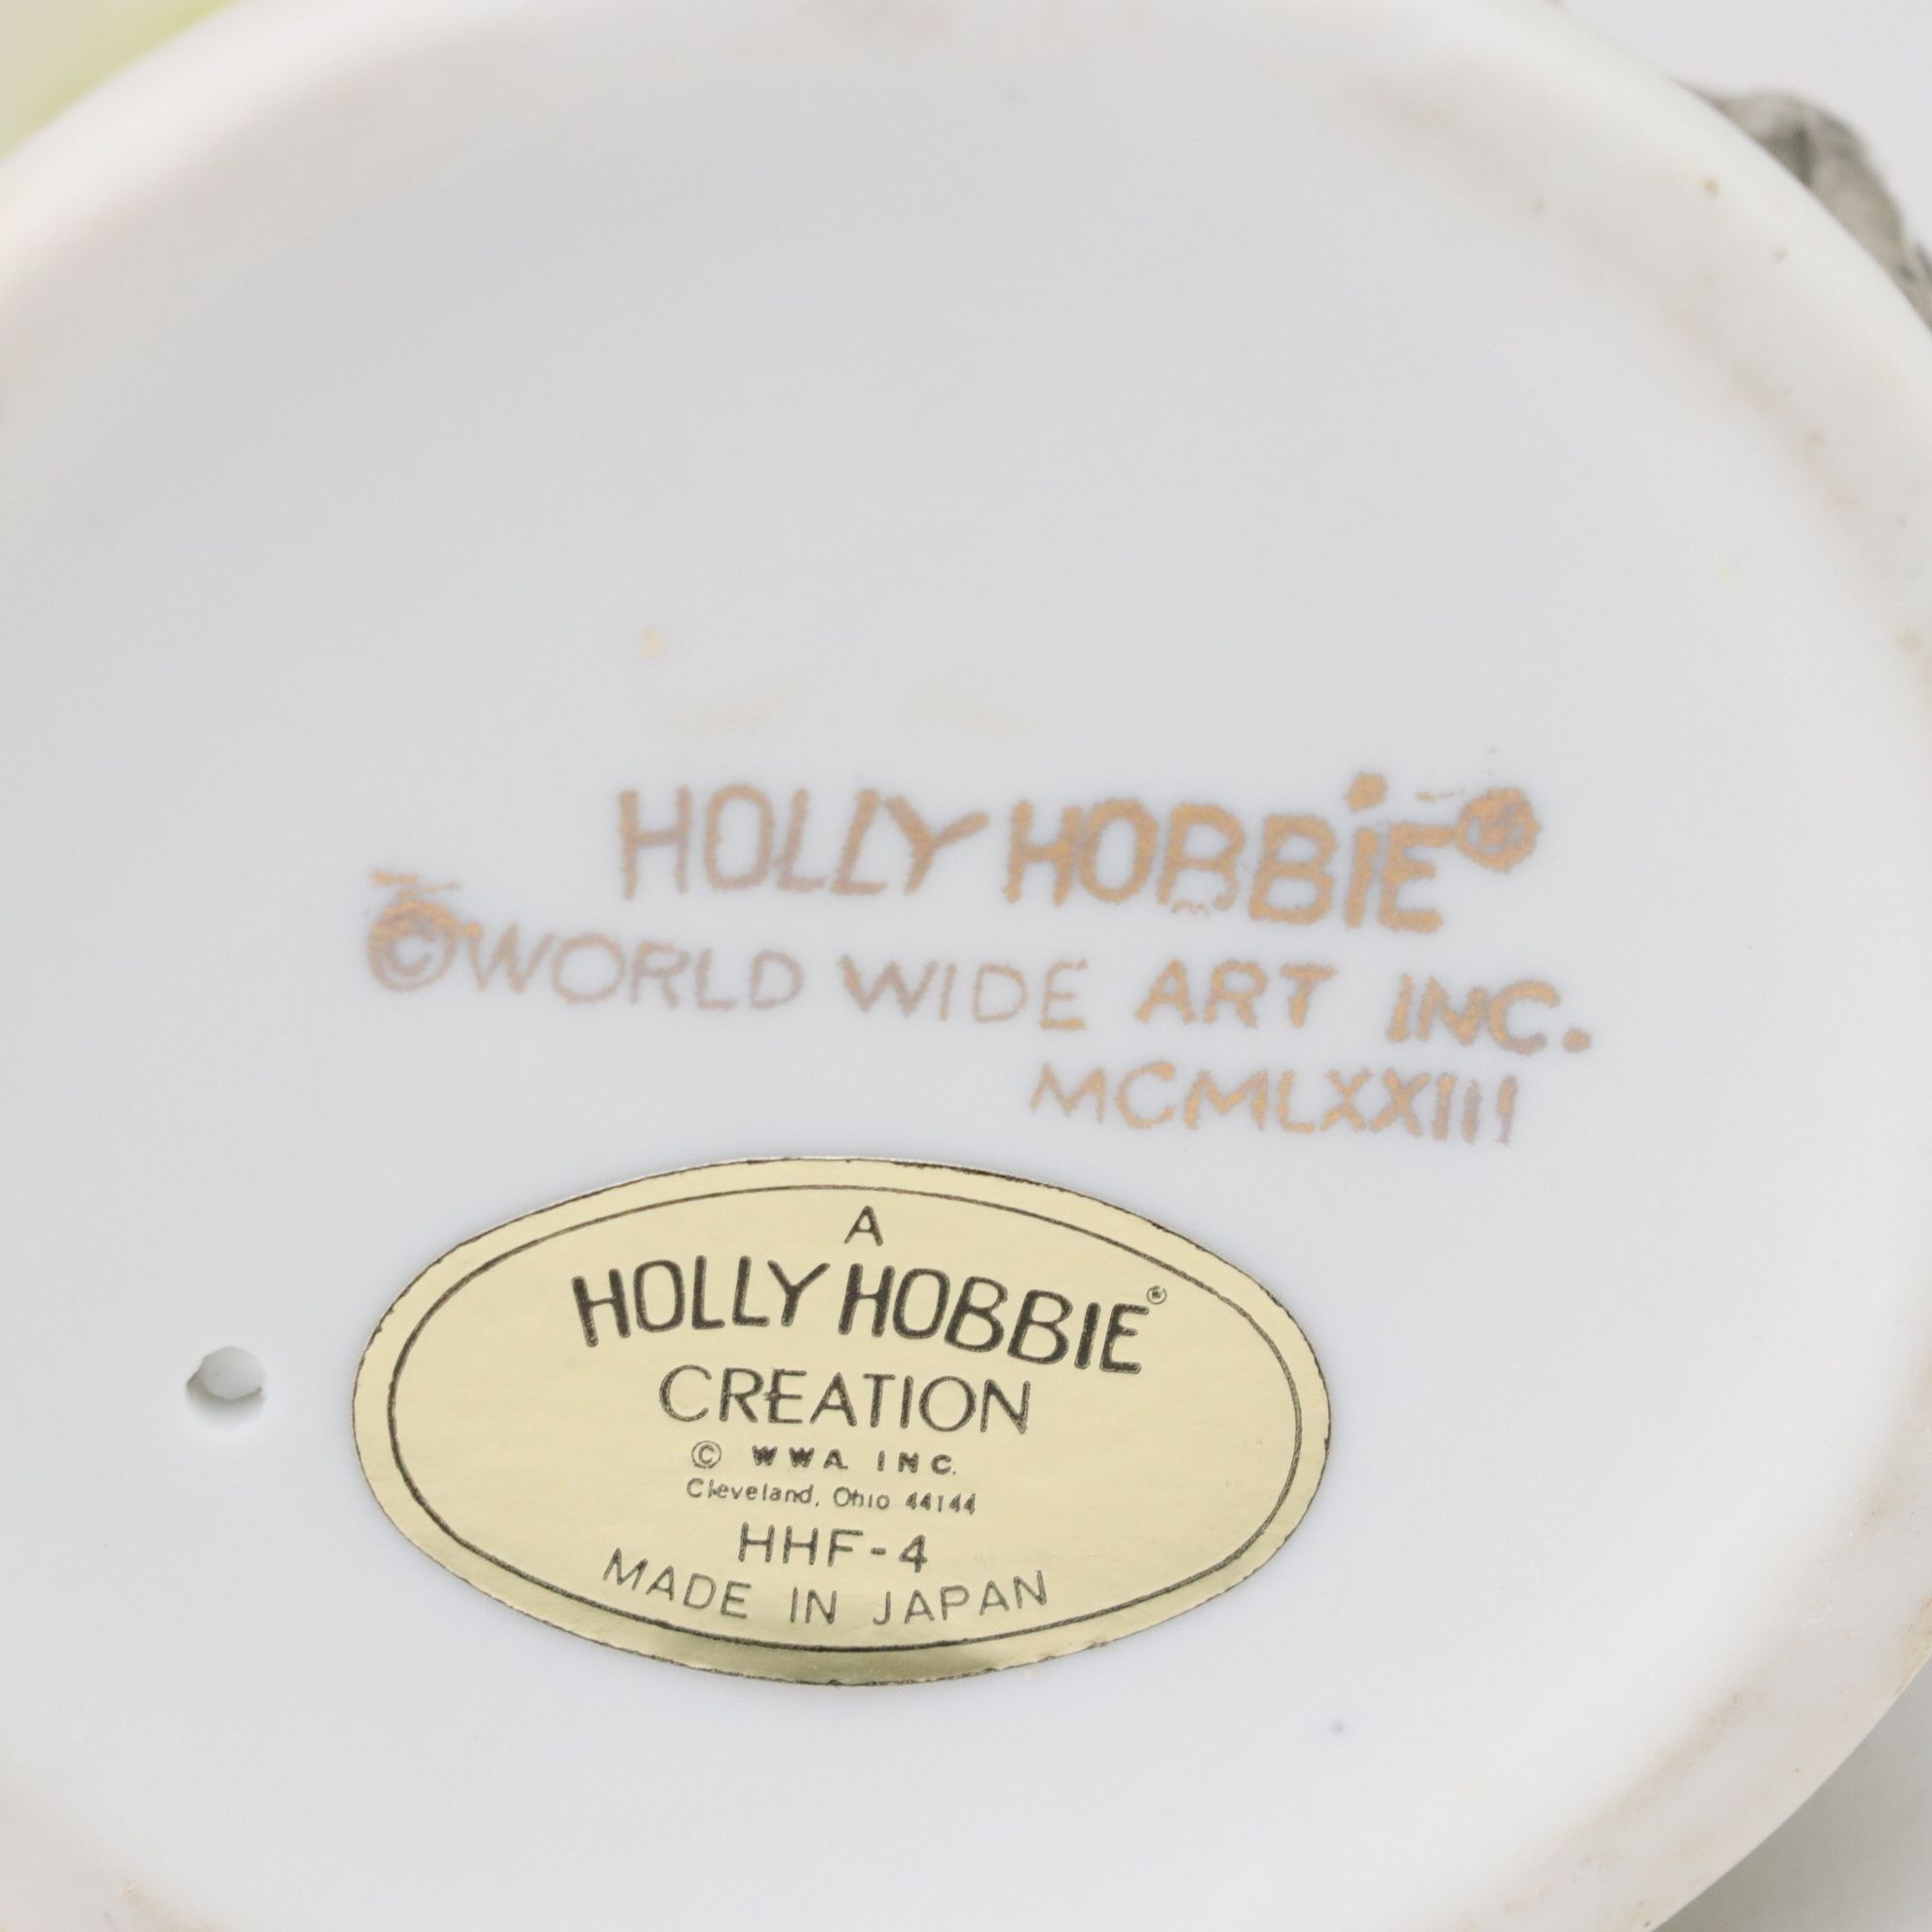 HOLLY HOBBIE®
© WORLD WIDE ART INC.
MCMLXXIII
A
HOLLY HOBBIE®
CREATION
© WWA INC.
Cleveland, Ohio 44144
HHF-4
MADE IN JAPAN